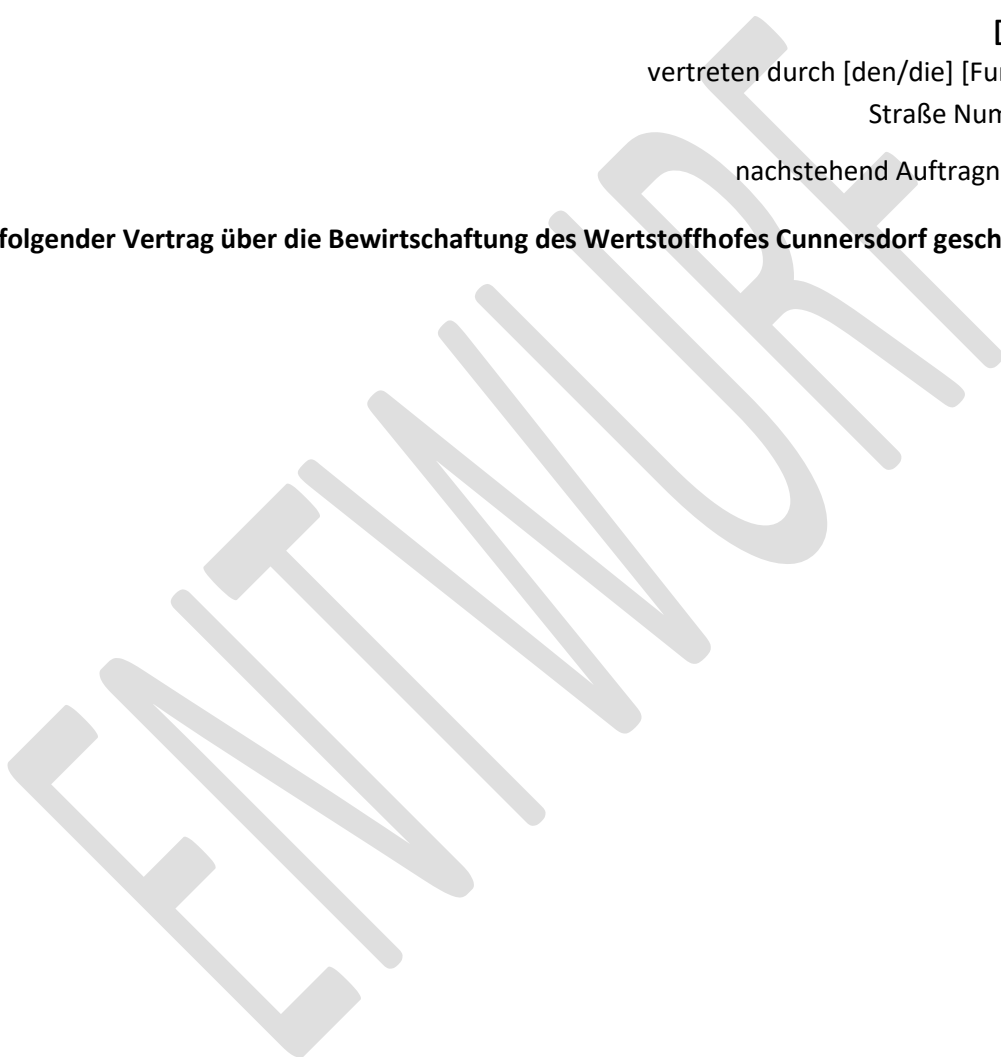 [
vertreten durch [den/die] [Fu
Straße Num
nachstehend Auftragn
folgender Vertrag über die Bewirtschaftung des Wertstoffhofes Cunnersdorf gesch
ENTWURF